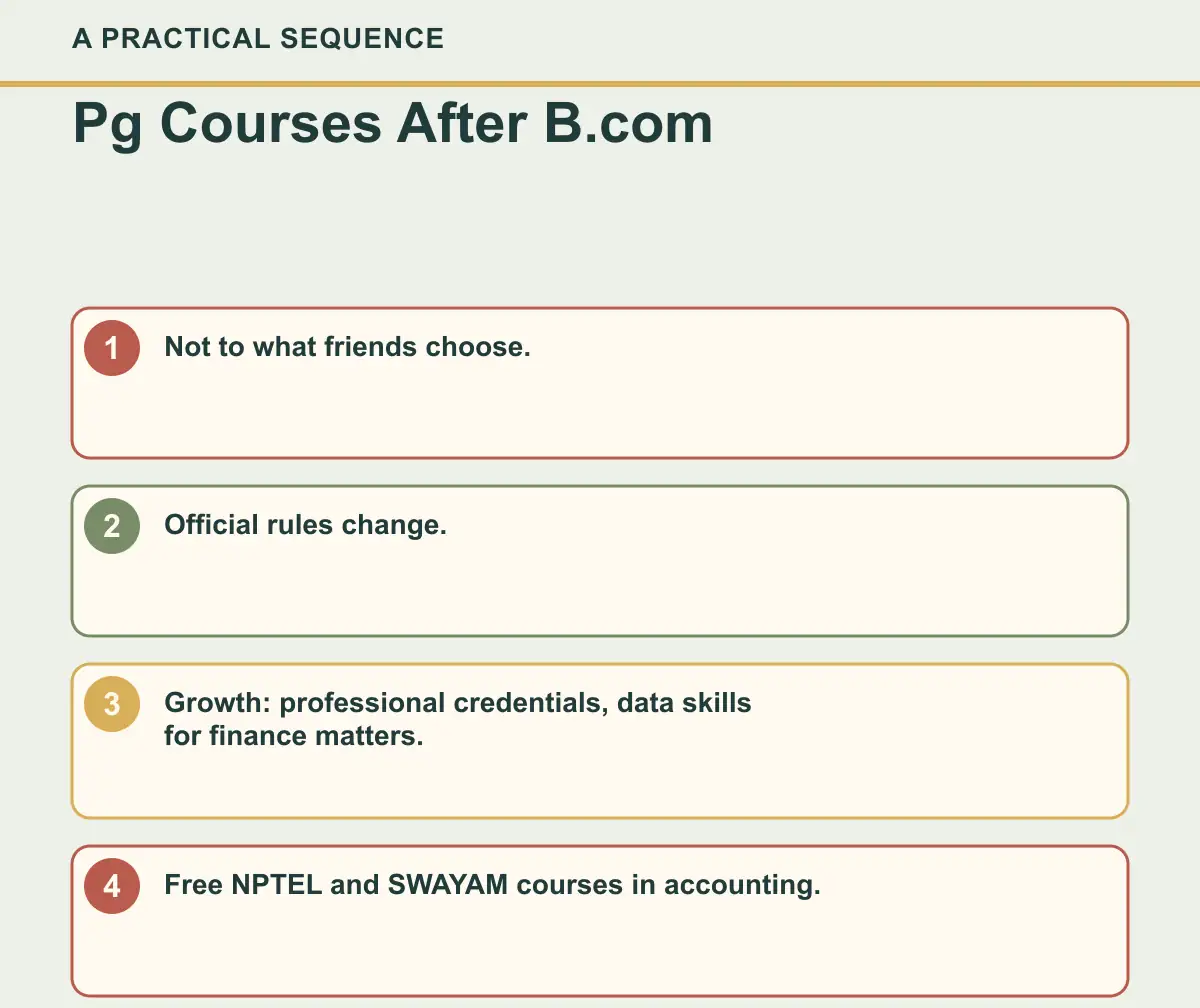 A PRACTICAL SEQUENCE
Pg Courses After B.com
1 Not to what friends choose.
2 Official rules change.
3 Growth: professional credentials, data skills
for finance matters.
4 Free NPTEL and SWAYAM courses in accounting.